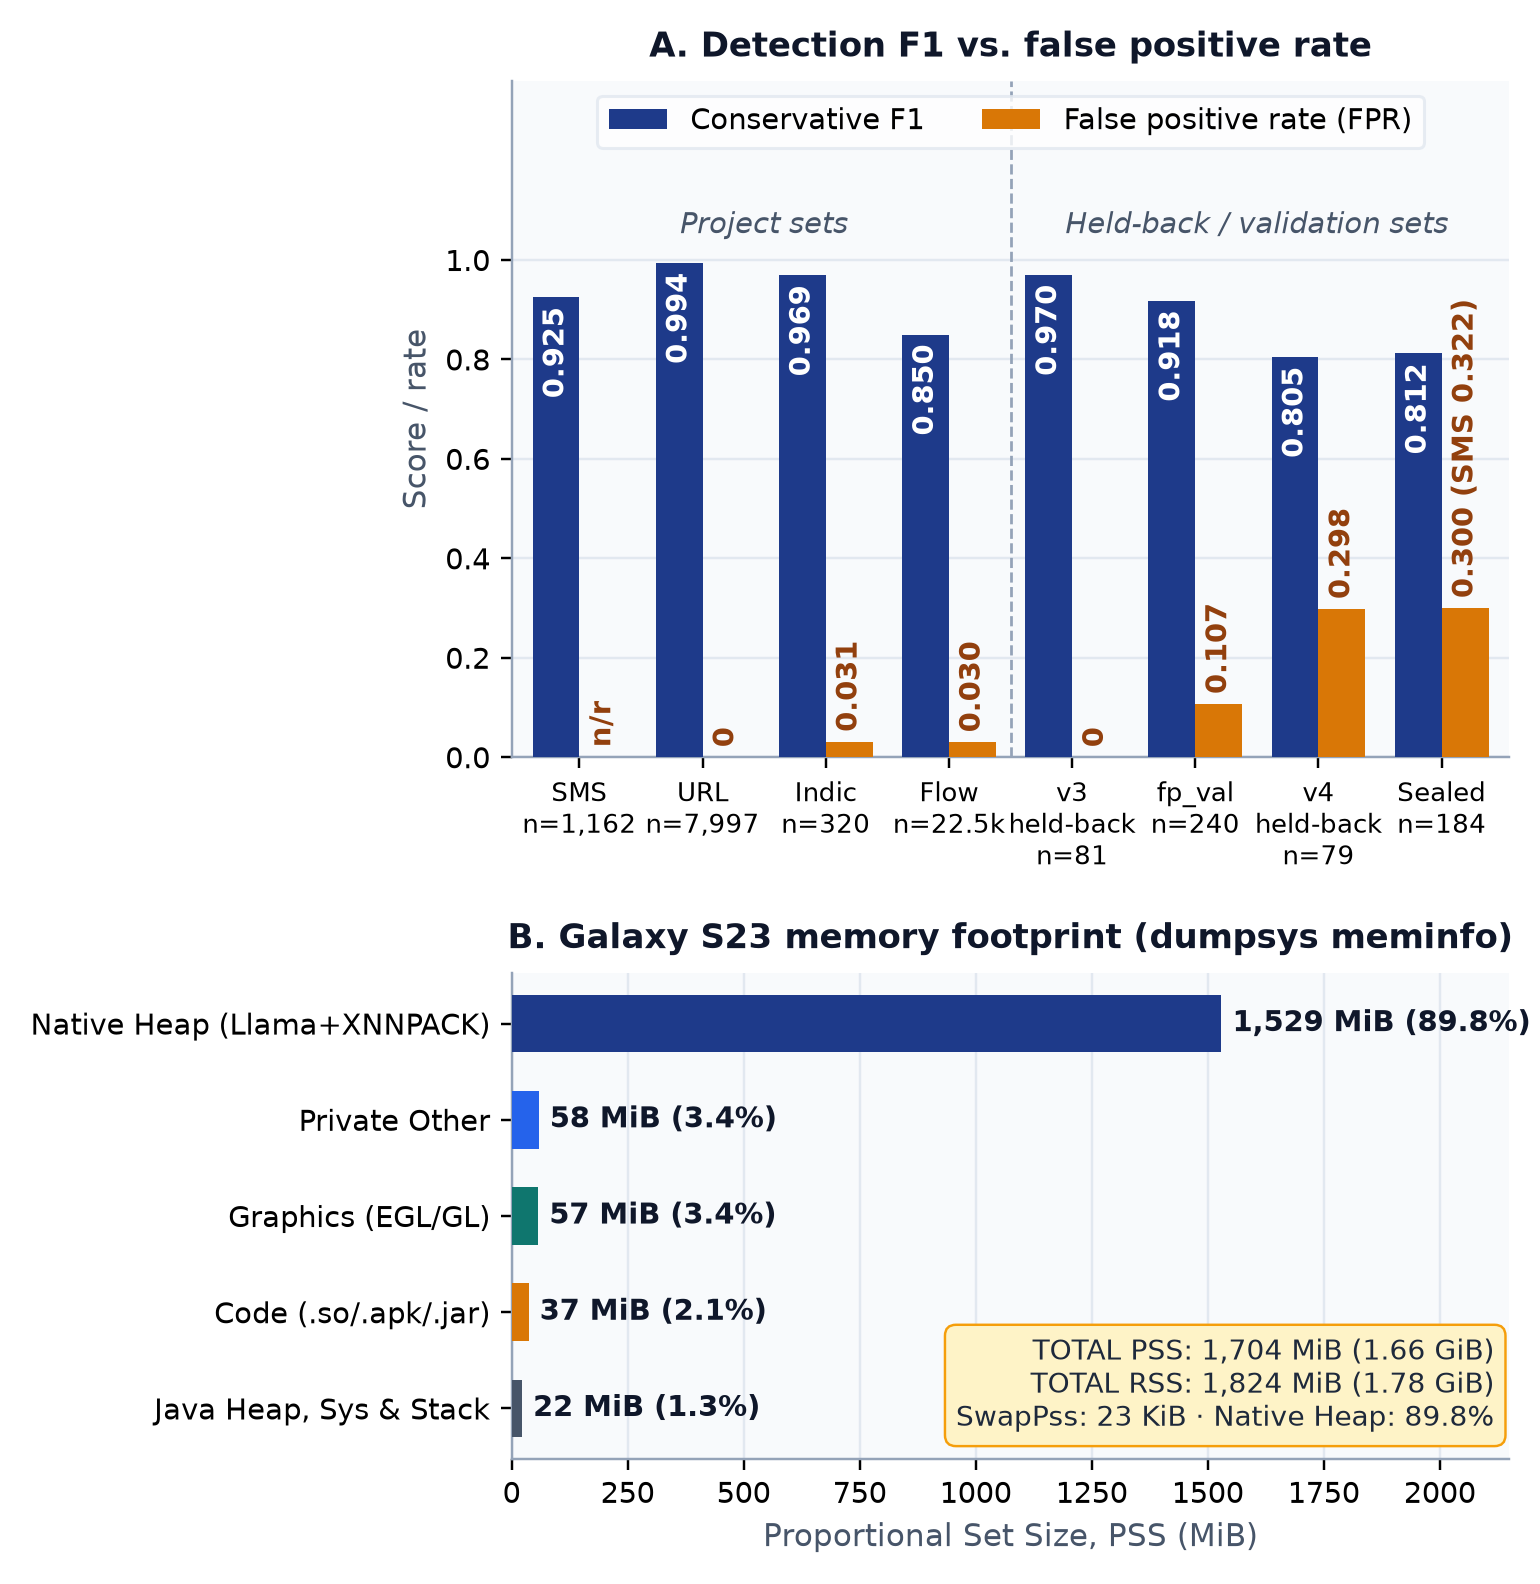 A. Detection F1 vs. false positive rate
Conservative F1
False positive rate (FPR)
Project sets
Held-back / validation sets
Score / rate
1.0
0.8
0.6
0.4
0.2
0.0
0.925
n/r
0.994
0
0.969
0.031
0.850
0.030
0.970
0
0.918
0.107
0.805
0.298
0.812
0.300 (SMS 0.322)
SMS
n=1,162
URL
n=7,997
Indic
n=320
Flow
n=22.5k
v3
held-back
n=81
fp_val
n=240
v4
held-back
n=79
Sealed
n=184
B. Galaxy S23 memory footprint (dumpsys meminfo)
Native Heap (Llama+XNNPACK)
1,529 MiB (89.8%)
Private Other
58 MiB (3.4%)
Graphics (EGL/GL)
57 MiB (3.4%)
Code (.so/.apk/.jar)
37 MiB (2.1%)
Java Heap, Sys & Stack
22 MiB (1.3%)
TOTAL PSS: 1,704 MiB (1.66 GiB)
TOTAL RSS: 1,824 MiB (1.78 GiB)
SwapPss: 23 KiB · Native Heap: 89.8%
0
250
500
750
1000
1250
1500
1750
2000
Proportional Set Size, PSS (MiB)